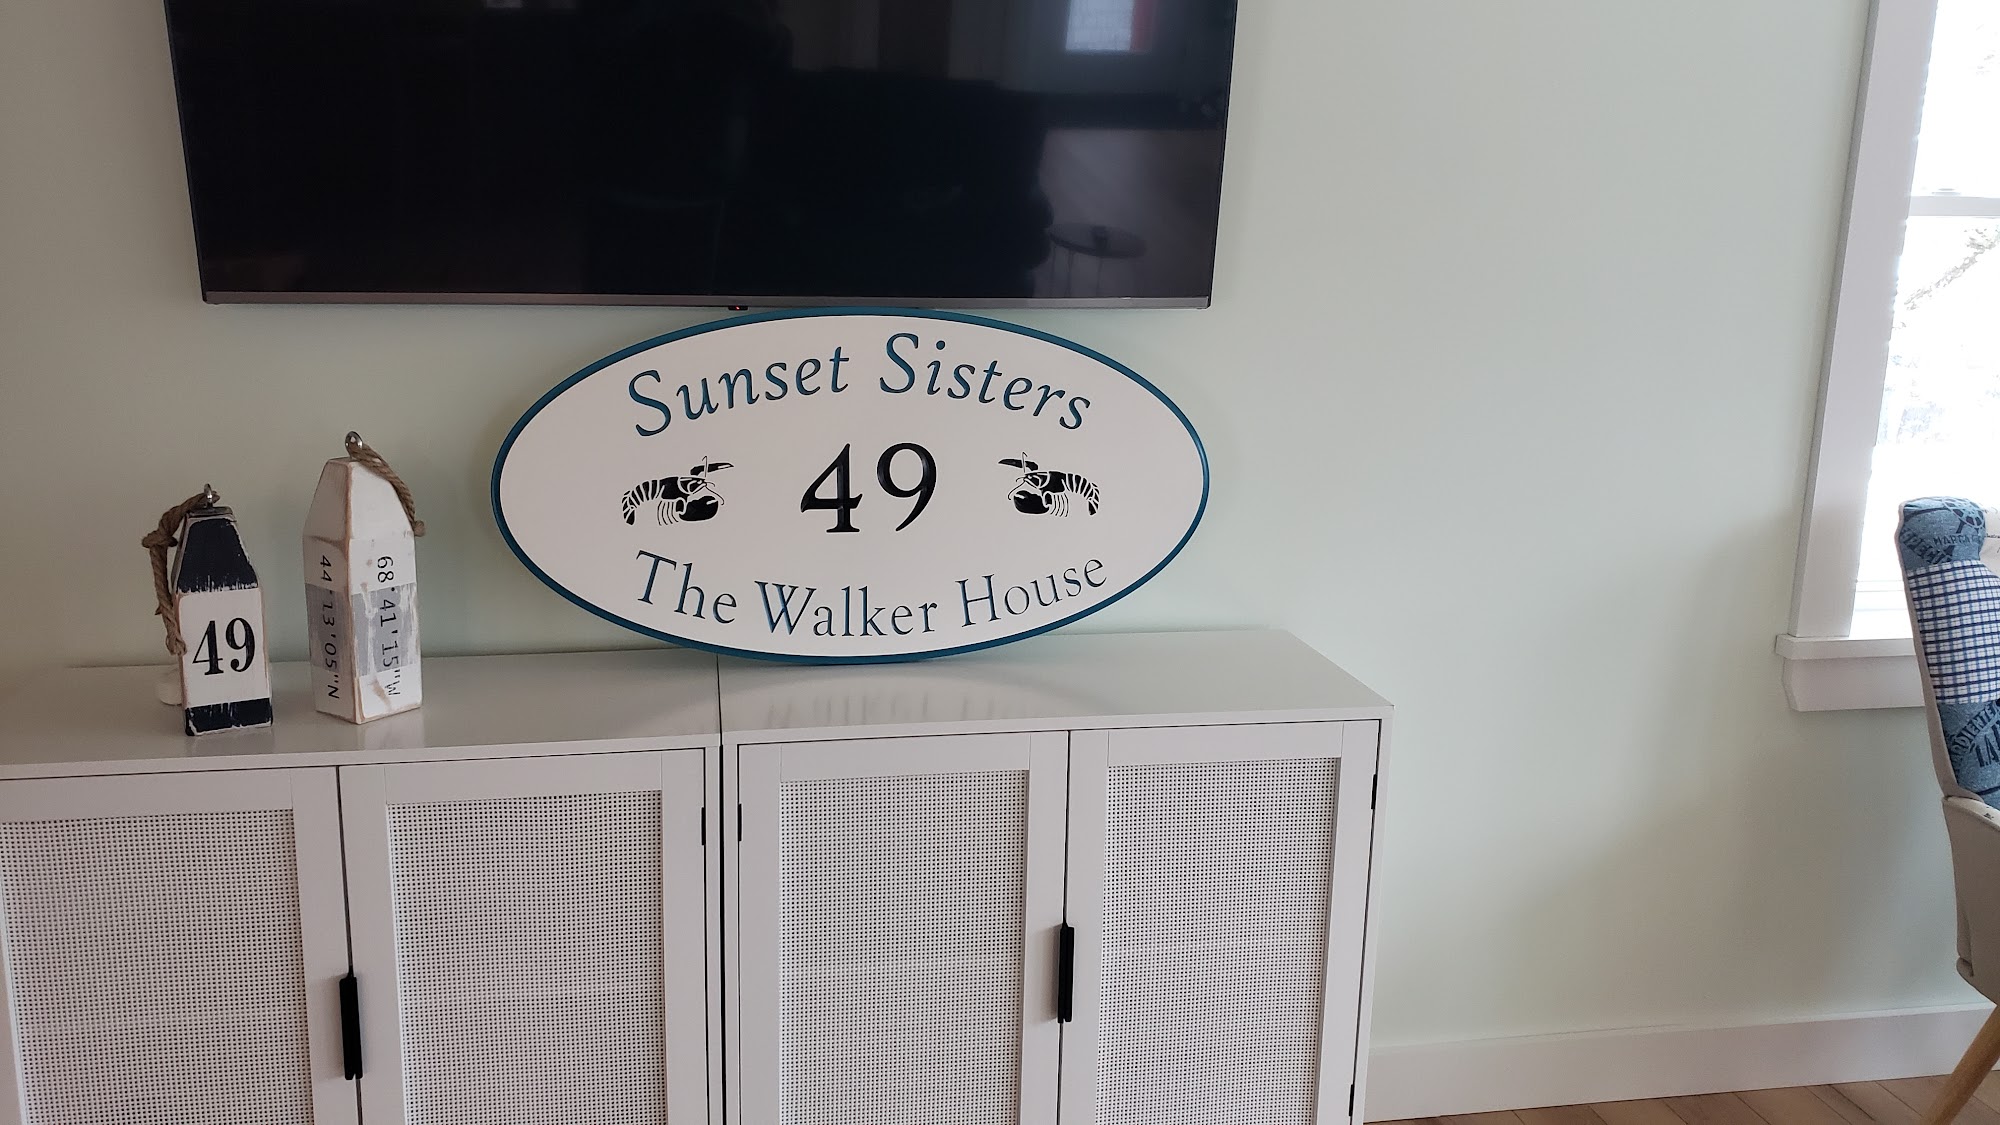 Sunset Sisters
49
The Walker House
49
44°13'05"N
68°41'15"W